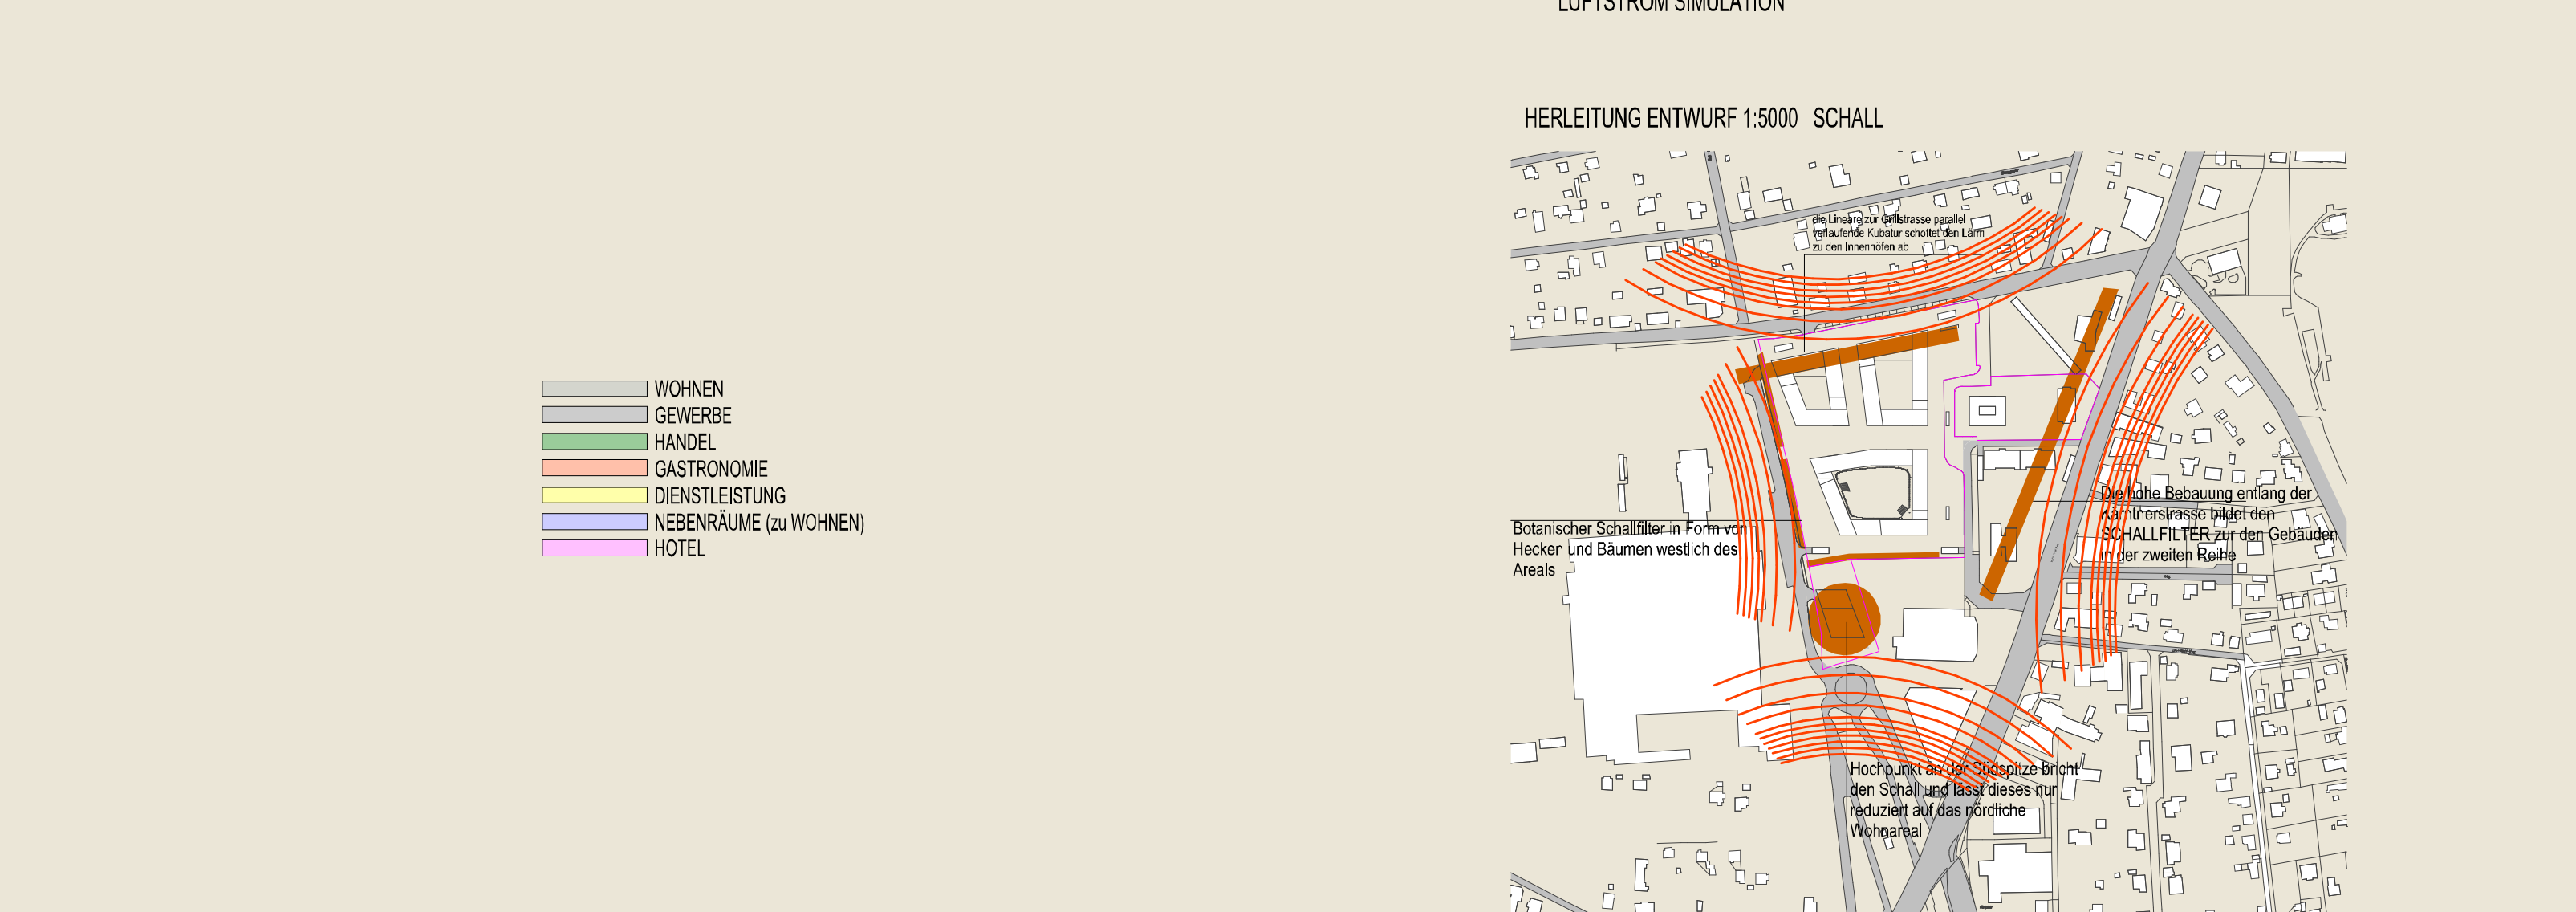 LUFTSTROM SIMULATION
HERLEITUNG ENTWURF 1:5000 SCHALL
die Lineare zur Grillstrasse parallel
verlaufende Kubatur schottet den Lärm
zu den Innenhöfen ab
WOHNEN
GEWERBE
HANDEL
GASTRONOMIE
DIENSTLEISTUNG
NEBENRÄUME (zu WOHNEN)
HOTEL
Die hohe Bebauung entlang der
Kärntnerstrasse bildet den
SCHALLFILTER zur den Gebäuden
in der zweiten Reihe
Botanischer Schallfilter in Form von
Hecken und Bäumen westlich des
Areals
Hochpunkt an der Südspitze bricht
den Schall und lässt dieses nur
reduziert auf das nördliche
Wohnareal